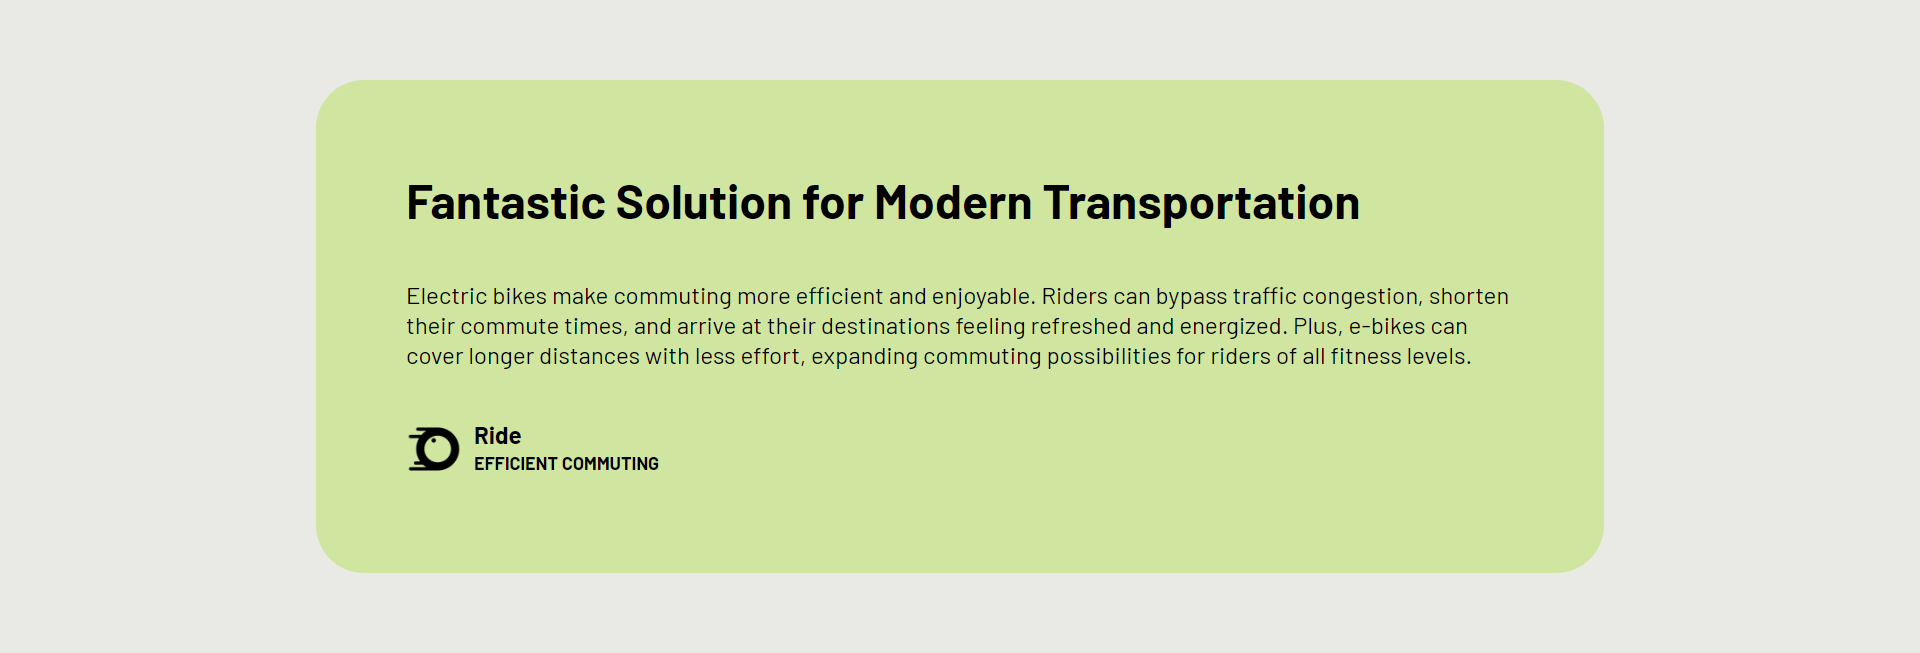 Fantastic Solution for Modern Transportation
Electric bikes make commuting more efficient and enjoyable. Riders can bypass traffic congestion, shorten
their commute times, and arrive at their destinations feeling refreshed and energized. Plus, e-bikes can
cover longer distances with less effort, expanding commuting possibilities for riders of all fitness levels.
Ride
EFFICIENT COMMUTING